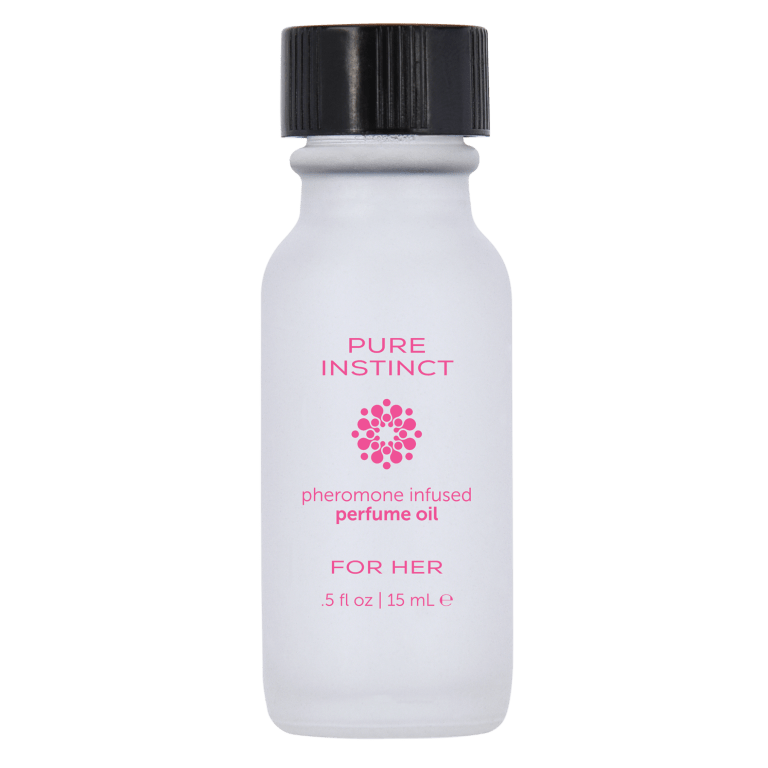 PURE
INSTINCT
pheromone infused
perfume oil
FOR HER
.5 fl oz | 15 mL ℮